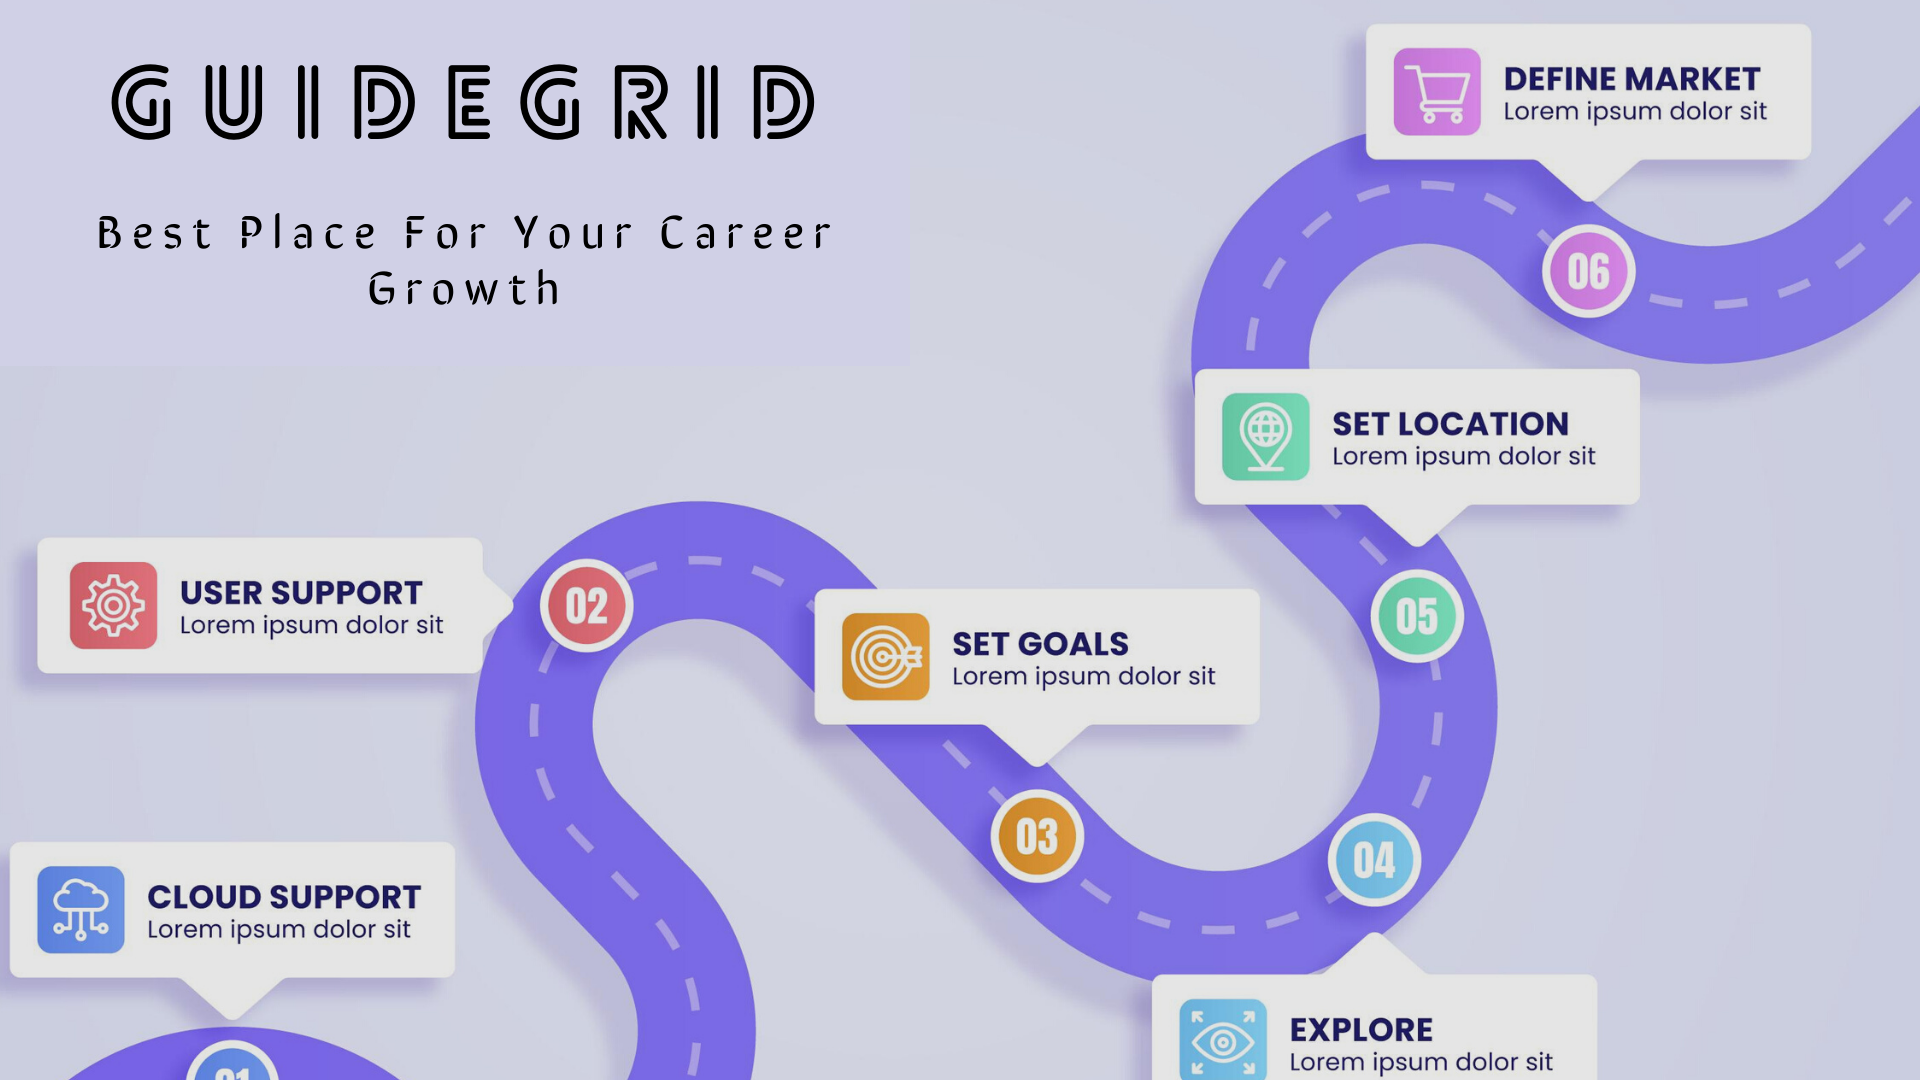 GUIDEGRID
Best Place For Your Career
Growth
DEFINE MARKET
Lorem ipsum dolor sit
06
SET LOCATION
Lorem ipsum dolor sit
05
USER SUPPORT
Lorem ipsum dolor sit
02
SET GOALS
Lorem ipsum dolor sit
03
04
CLOUD SUPPORT
Lorem ipsum dolor sit
01
EXPLORE
Lorem ipsum dolor sit